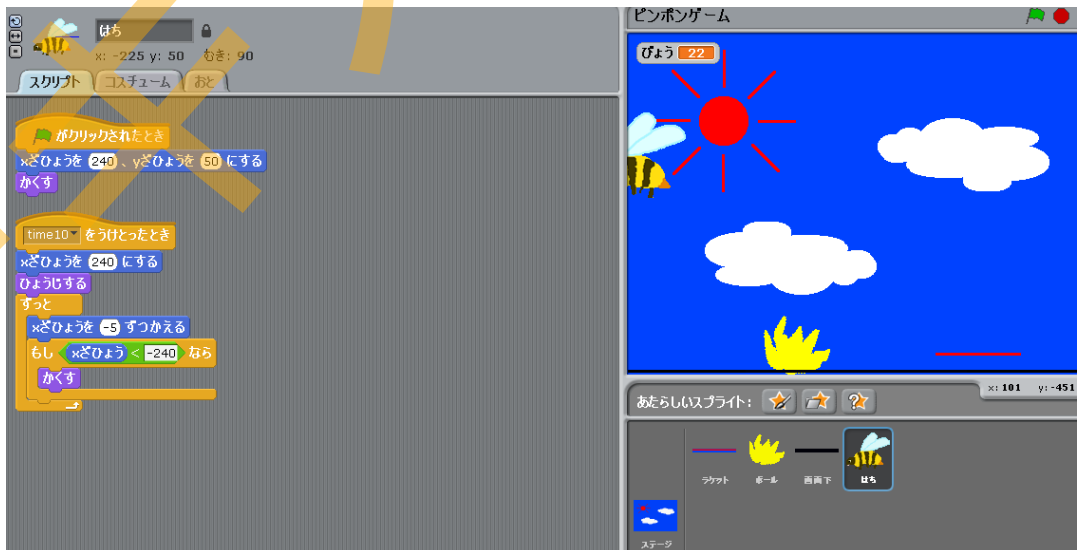 はち
x: -225 y: 50 むき: 90
スクリプト コスチューム おと
がクリックされたとき
xざひょうを 240 、yざひょうを 50 にする
かくす
time10 をうけとったとき
xざひょうを 240 にする
ひょうじする
ずっと
xざひょうを -5 ずつかえる
もし xざひょう < -240 なら
かくす
ピンポンゲーム
びょう 22
x: 101 y: -451
あたらしいスプライト:
ラケット ボール 画面下 はち
ステージ